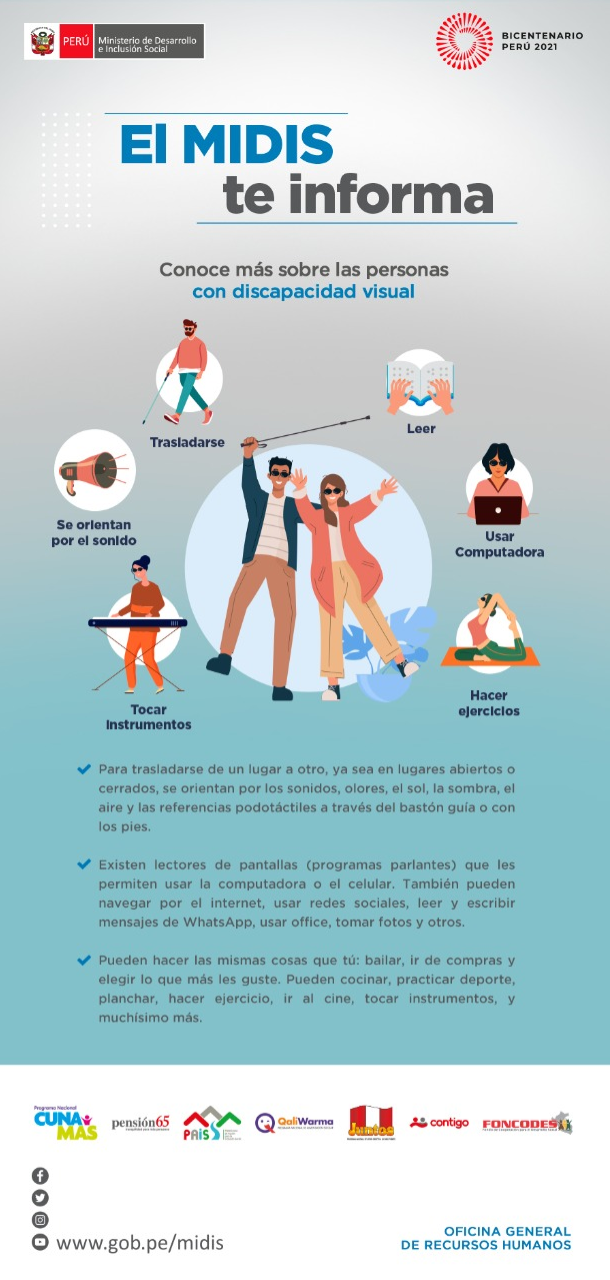 PERÚ
Ministerio de Desarrollo
e Inclusión Social
BICENTENARIO
PERÚ 2021
El MIDIS
te informa
Conoce más sobre las personas
con discapacidad visual
Trasladarse
Leer
Se orientan
por el sonido
Usar
Computadora
Tocar
Instrumentos
Hacer
ejercicios
Para trasladarse de un lugar a otro, ya sea en lugares abiertos o
cerrados, se orientan por los sonidos, olores, el sol, la sombra, el
aire y las referencias podotáctiles a través del bastón guía o con
los pies.
Existen lectores de pantallas (programas parlantes) que les
permiten usar la computadora o el celular. También pueden
navegar por el internet, usar redes sociales, leer y escribir
mensajes de WhatsApp, usar office, tomar fotos y otros.
Pueden hacer las mismas cosas que tú: bailar, ir de compras y
elegir lo que más les guste. Pueden cocinar, practicar deporte,
planchar, hacer ejercicio, ir al cine, tocar instrumentos, y
muchísimo más.
Programa Nacional
CUNA
MAS
pensión65
PAIS
QaliWarma
Juntos
contigo
FONCODES
www.gob.pe/midis
OFICINA GENERAL
DE RECURSOS HUMANOS